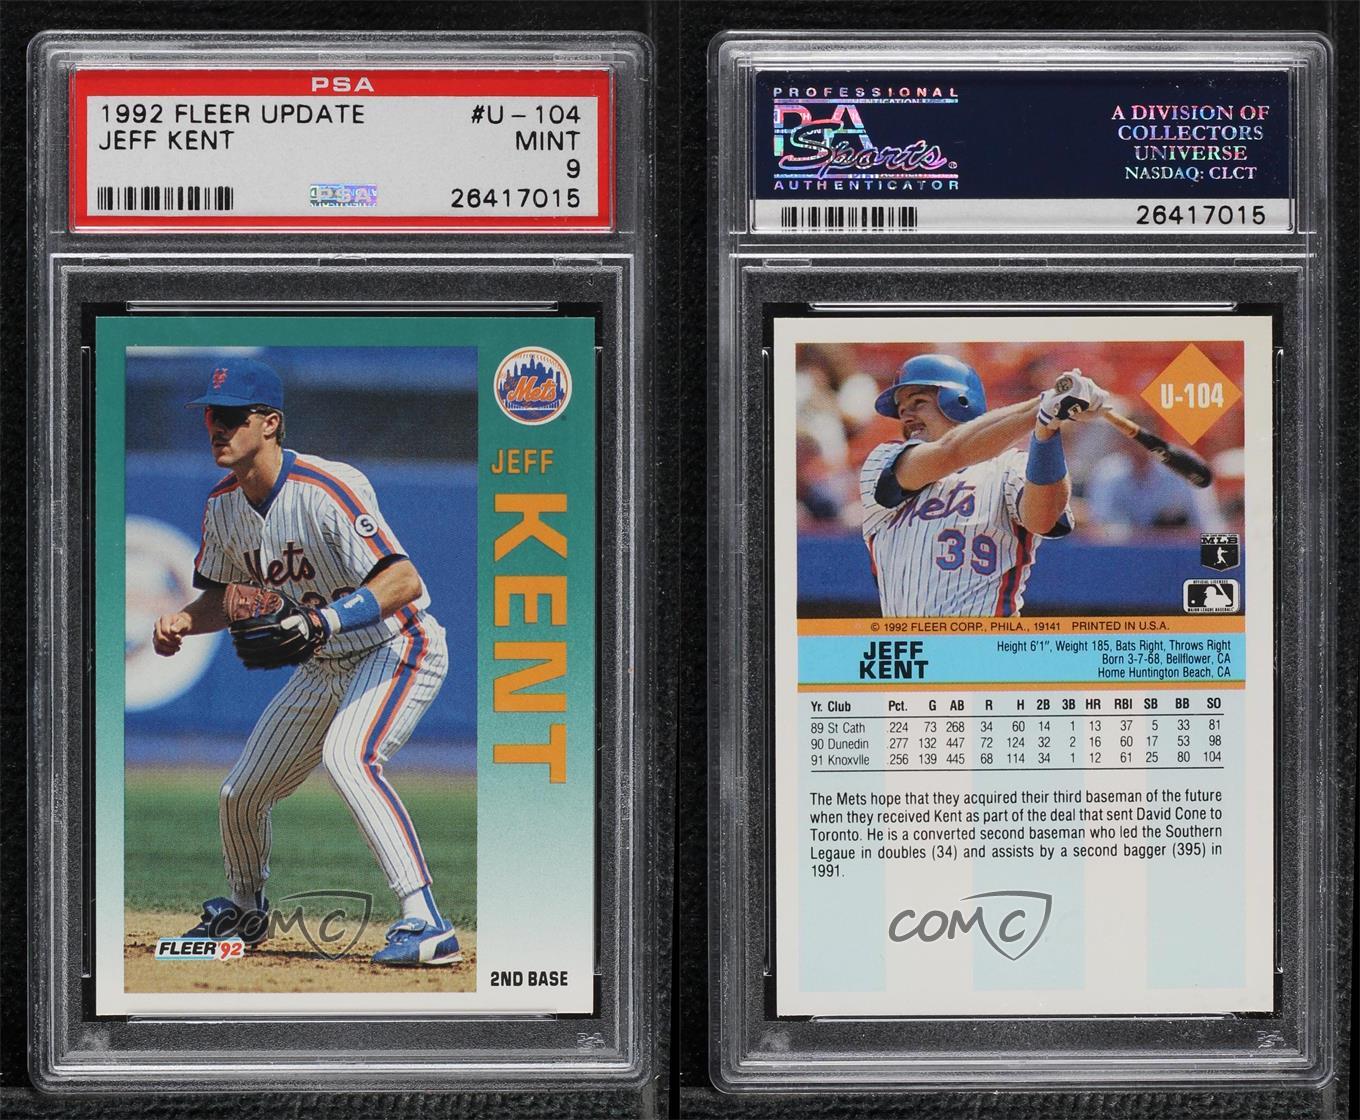 PSA
1992 FLEER UPDATE #U-104
JEFF KENT MINT
9
PSA 26417015
Mets
JEFF
KENT
S
Mets
FLEER '92
2ND BASE
COMC
PROFESSIONAL
PSA
Sports
AUTHENTICATOR
A DIVISION OF
COLLECTORS
UNIVERSE
NASDAQ: CLCT
26417015
U-104
Mets
39
MLB
OFFICIAL LICENSEE
MAJOR LEAGUE BASEBALL
© 1992 FLEER CORP., PHILA., 19141 PRINTED IN U.S.A.
JEFF
KENT
Height 6'1", Weight 185, Bats Right, Throws Right
Born 3-7-68, Bellflower, CA
Home Huntington Beach, CA
Yr. Club Pct. G AB R H 2B 3B HR RBI SB BB SO
89 St Cath .224 73 268 34 60 14 1 13 37 5 33 81
90 Dunedin .277 132 447 72 124 32 2 16 60 17 53 98
91 Knoxvlle .256 139 445 68 114 34 1 12 61 25 80 104
The Mets hope that they acquired their third baseman of the future
when they received Kent as part of the deal that sent David Cone to
Toronto. He is a converted second baseman who led the Southern
Legaue in doubles (34) and assists by a second bagger (395) in
1991.
COMC